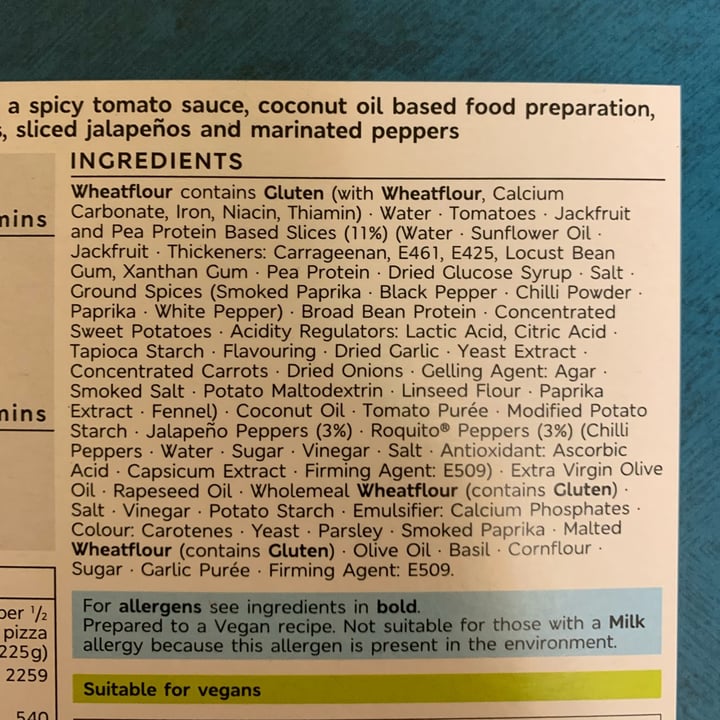 a spicy tomato sauce, coconut oil based food preparation,
s, sliced jalapeños and marinated peppers
INGREDIENTS
Wheatflour contains Gluten (with Wheatflour, Calcium
Carbonate, Iron, Niacin, Thiamin) · Water · Tomatoes · Jackfruit
and Pea Protein Based Slices (11%) (Water · Sunflower Oil ·
Jackfruit · Thickeners: Carrageenan, E461, E425, Locust Bean
Gum, Xanthan Gum · Pea Protein · Dried Glucose Syrup · Salt ·
Ground Spices (Smoked Paprika · Black Pepper · Chilli Powder ·
Paprika · White Pepper) · Broad Bean Protein · Concentrated
Sweet Potatoes · Acidity Regulators: Lactic Acid, Citric Acid ·
Tapioca Starch · Flavouring · Dried Garlic · Yeast Extract ·
Concentrated Carrots · Dried Onions · Gelling Agent: Agar ·
Smoked Salt · Potato Maltodextrin · Linseed Flour · Paprika
Extract · Fennel) · Coconut Oil · Tomato Purée · Modified Potato
Starch · Jalapeño Peppers (3%) · Roquito® Peppers (3%) (Chilli
Peppers · Water · Sugar · Vinegar · Salt · Antioxidant: Ascorbic
Acid · Capsicum Extract · Firming Agent: E509) · Extra Virgin Olive
Oil · Rapeseed Oil · Wholemeal Wheatflour (contains Gluten) ·
Salt · Vinegar · Potato Starch · Emulsifier: Calcium Phosphates ·
Colour: Carotenes · Yeast · Parsley · Smoked Paprika · Malted
Wheatflour (contains Gluten) · Olive Oil · Basil · Cornflour ·
Sugar · Garlic Purée · Firming Agent: E509.
For allergens see ingredients in bold.
Prepared to a Vegan recipe. Not suitable for those with a Milk
allergy because this allergen is present in the environment.
Suitable for vegans
mins
mins
per ½
pizza
225g)
2259
540